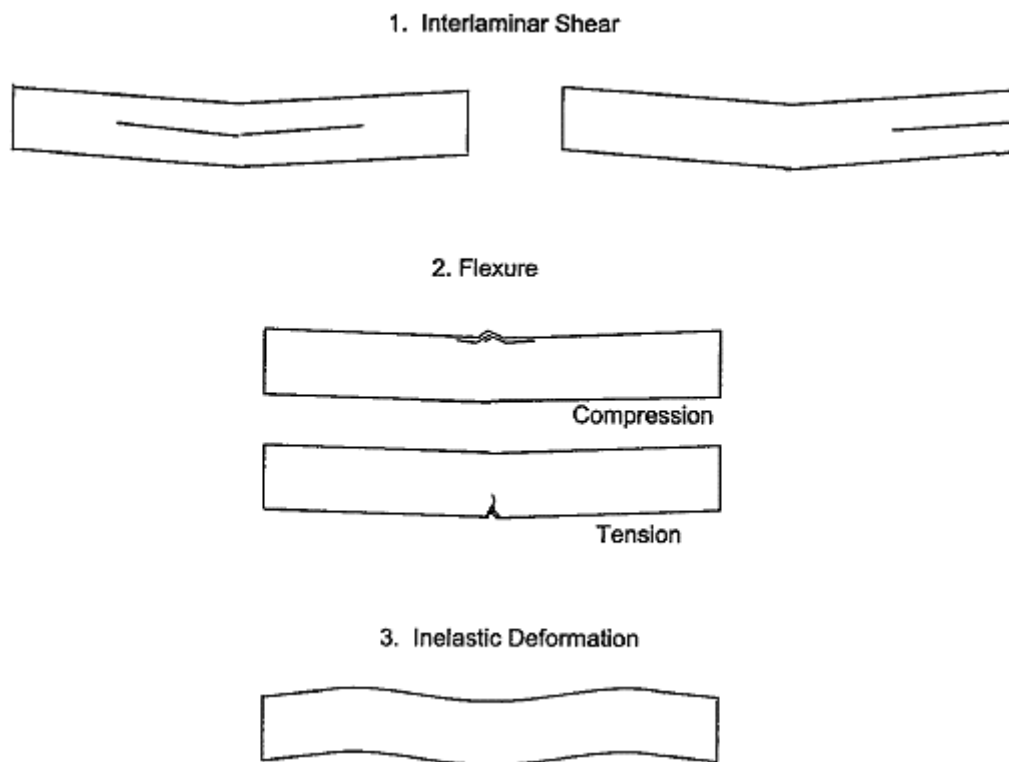 1. Interlaminar Shear
2. Flexure
Compression
Tension
3. Inelastic Deformation